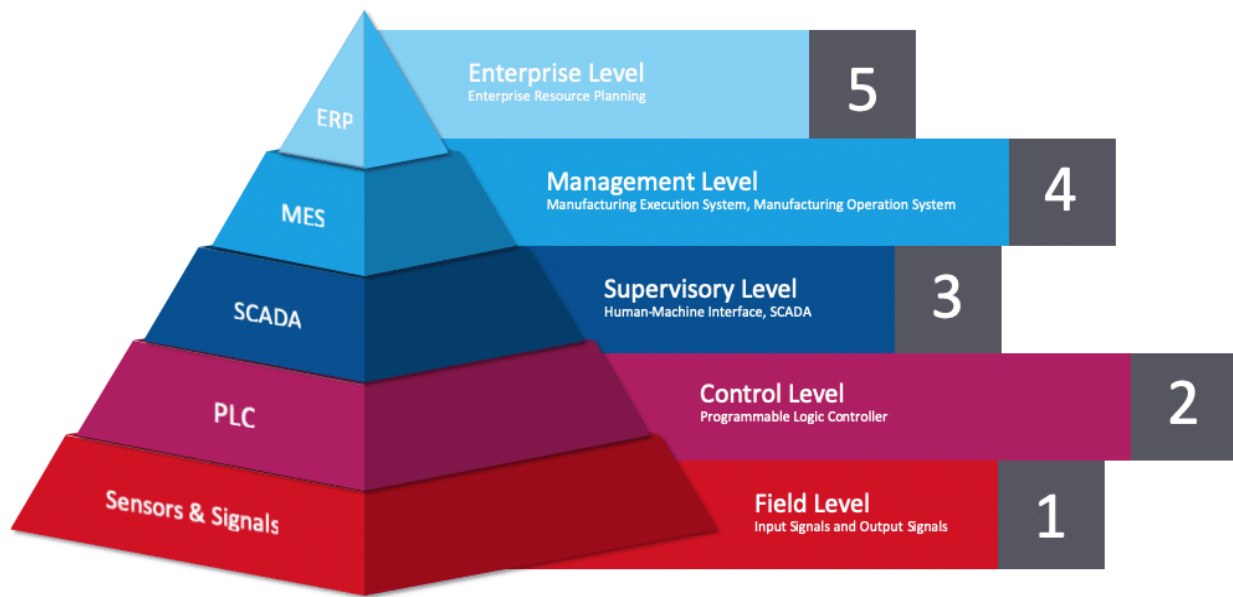 ERP
Enterprise Level
Enterprise Resource Planning
5
MES
Management Level
Manufacturing Execution System, Manufacturing Operation System
4
SCADA
Supervisory Level
Human-Machine Interface, SCADA
3
PLC
Control Level
Programmable Logic Controller
2
Sensors & Signals
Field Level
Input Signals and Output Signals
1